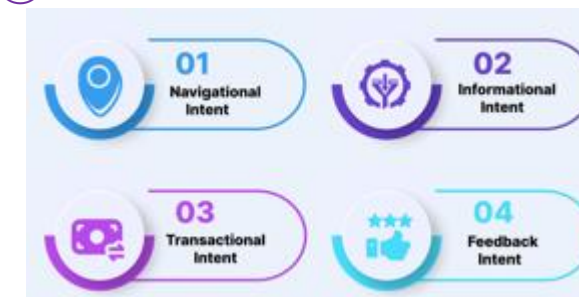 01
Navigational
Intent
02
Informational
Intent
03
Transactional
Intent
04
Feedback
Intent